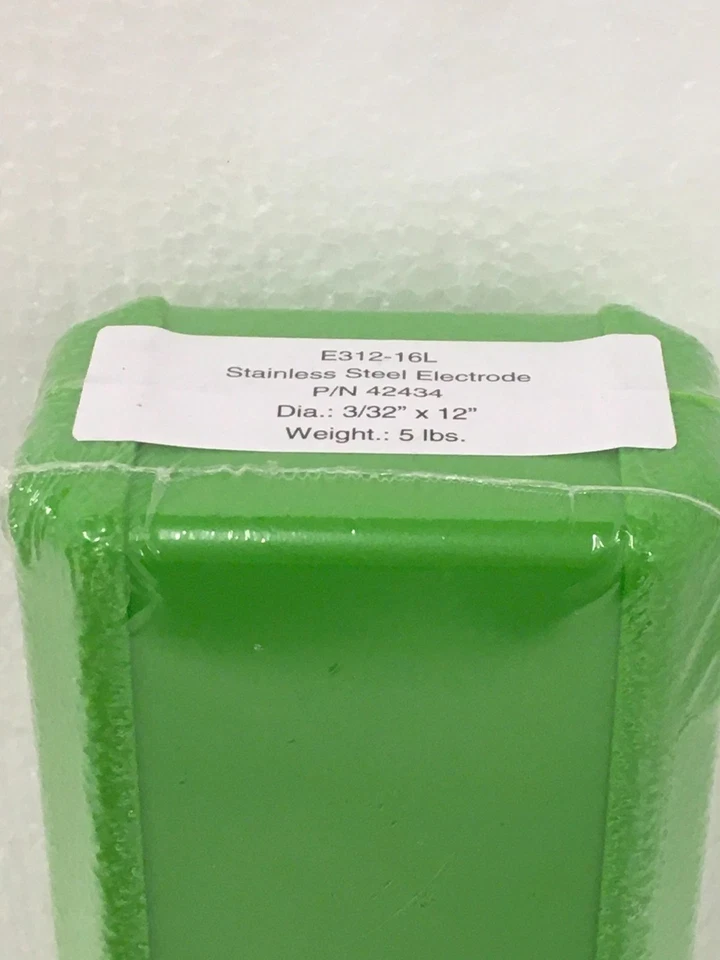 E312-16L
Stainless Steel Electrode
P/N 42434
Dia.: 3/32” x 12”
Weight.: 5 lbs.